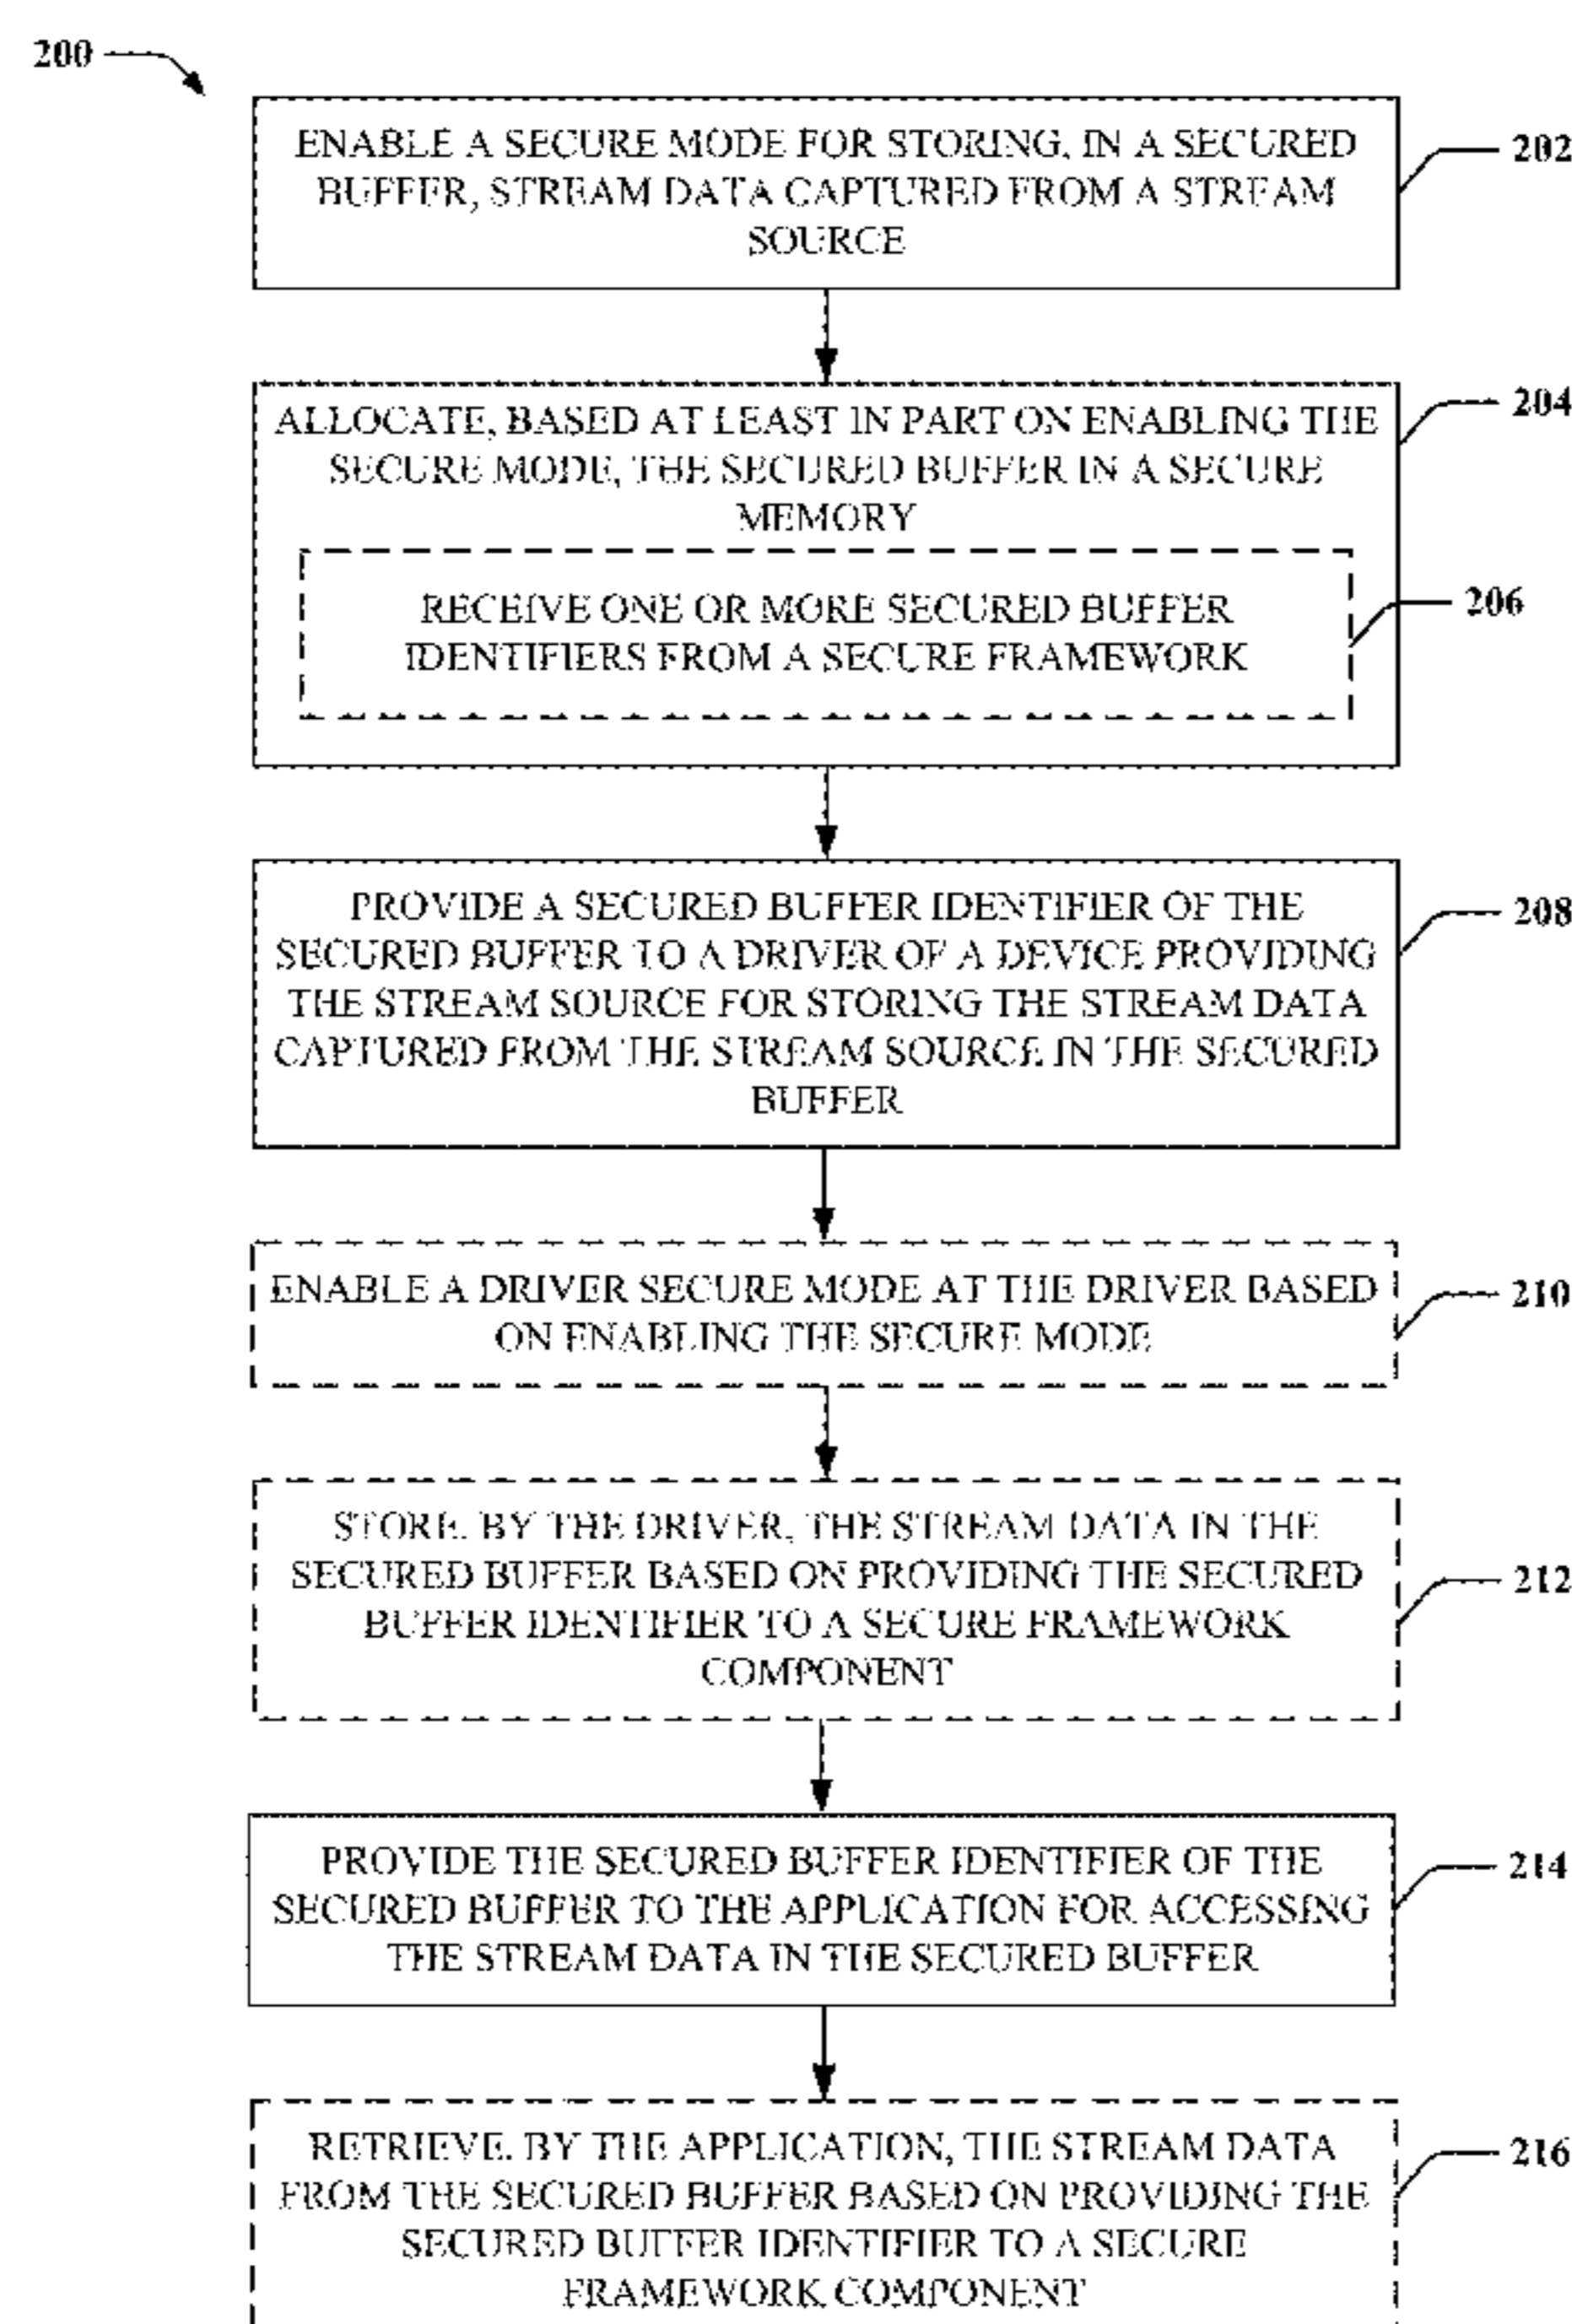 200
ENABLE A SECURE MODE FOR STORING, IN A SECURED
BUFFER, STREAM DATA CAPTURED FROM A STREAM
SOURCE
202
ALLOCATE, BASED AT LEAST IN PART ON ENABLING THE
SECURE MODE, THE SECURED BUFFER IN A SECURE
MEMORY
204
RECEIVE ONE OR MORE SECURED BUFFER
IDENTIFIERS FROM A SECURE FRAMEWORK
206
PROVIDE A SECURED BUFFER IDENTIFIER OF THE
SECURED BUFFER TO A DRIVER OF A DEVICE PROVIDING
THE STREAM SOURCE FOR STORING THE STREAM DATA
CAPTURED FROM THE STREAM SOURCE IN THE SECURED
BUFFER
208
ENABLE A DRIVER SECURE MODE AT THE DRIVER BASED
ON ENABLING THE SECURE MODE
210
STORE, BY THE DRIVER, THE STREAM DATA IN THE
SECURED BUFFER BASED ON PROVIDING THE SECURED
BUFFER IDENTIFIER TO A SECURE FRAMEWORK
COMPONENT
212
PROVIDE THE SECURED BUFFER IDENTIFIER OF THE
SECURED BUFFER TO THE APPLICATION FOR ACCESSING
THE STREAM DATA IN THE SECURED BUFFER
214
RETRIEVE, BY THE APPLICATION, THE STREAM DATA
FROM THE SECURED BUFFER BASED ON PROVIDING THE
SECURED BUFFER IDENTIFIER TO A SECURE
FRAMEWORK COMPONENT
216